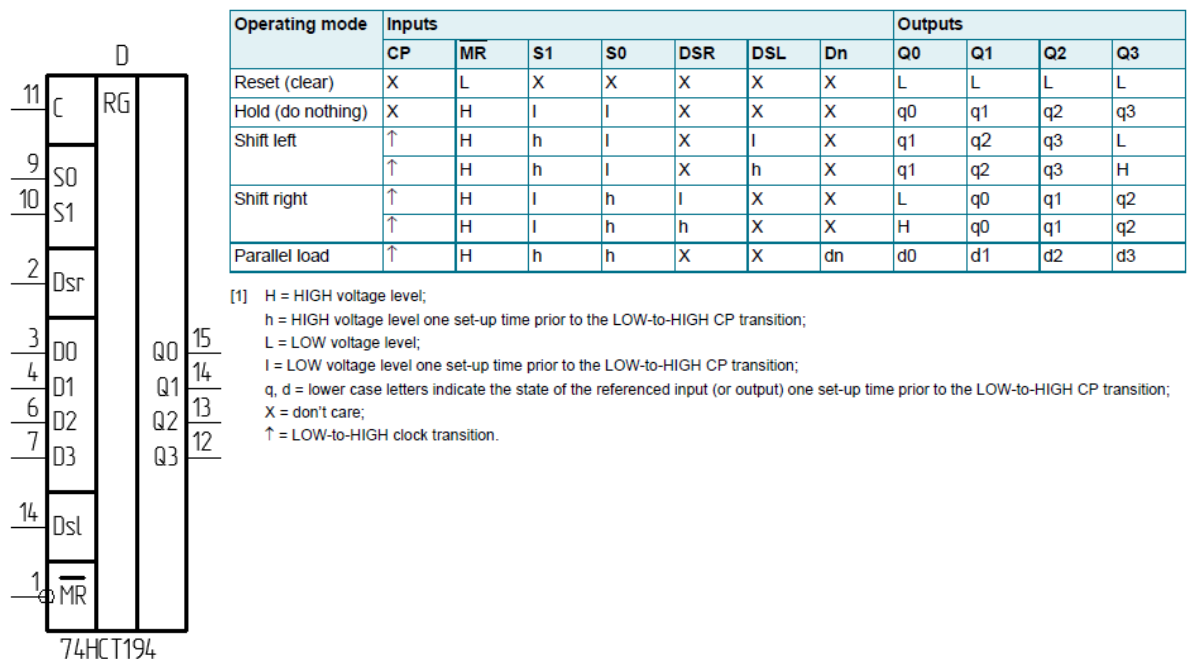 D
11 C RG
9 S0
10 S1
2 Dsr
3 D0 Q0 15
4 D1 Q1 14
6 D2 Q2 13
7 D3 Q3 12
14 Dsl
1 MR
74HCT194
Operating mode Inputs Outputs
CP MR S1 S0 DSR DSL Dn Q0 Q1 Q2 Q3
Reset (clear) X L X X X X X L L L L
Hold (do nothing) X H l l X X X q0 q1 q2 q3
Shift left ↑ H h l X l X q1 q2 q3 L
↑ H h l X h X q1 q2 q3 H
Shift right ↑ H l h l X X L q0 q1 q2
↑ H l h h X X H q0 q1 q2
Parallel load ↑ H h h X X dn d0 d1 d2 d3
[1] H = HIGH voltage level;
h = HIGH voltage level one set-up time prior to the LOW-to-HIGH CP transition;
L = LOW voltage level;
l = LOW voltage level one set-up time prior to the LOW-to-HIGH CP transition;
q, d = lower case letters indicate the state of the referenced input (or output) one set-up time prior to the LOW-to-HIGH CP transition;
X = don't care;
↑ = LOW-to-HIGH clock transition.